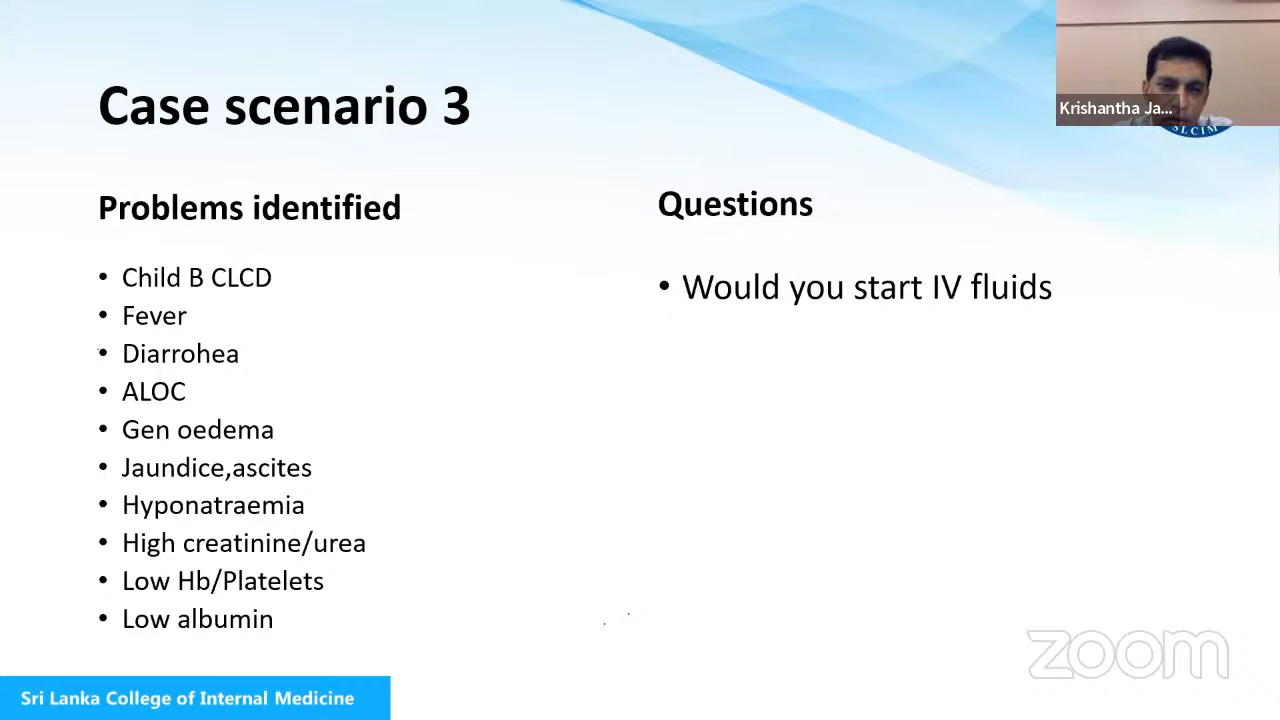 Case scenario 3
Krishantha Ja...
SLCIM
Problems identified
• Child B CLCD
• Fever
• Diarrohea
• ALOC
• Gen oedema
• Jaundice,ascites
• Hyponatraemia
• High creatinine/urea
• Low Hb/Platelets
• Low albumin
Questions
• Would you start IV fluids
zoom
Sri Lanka College of Internal Medicine